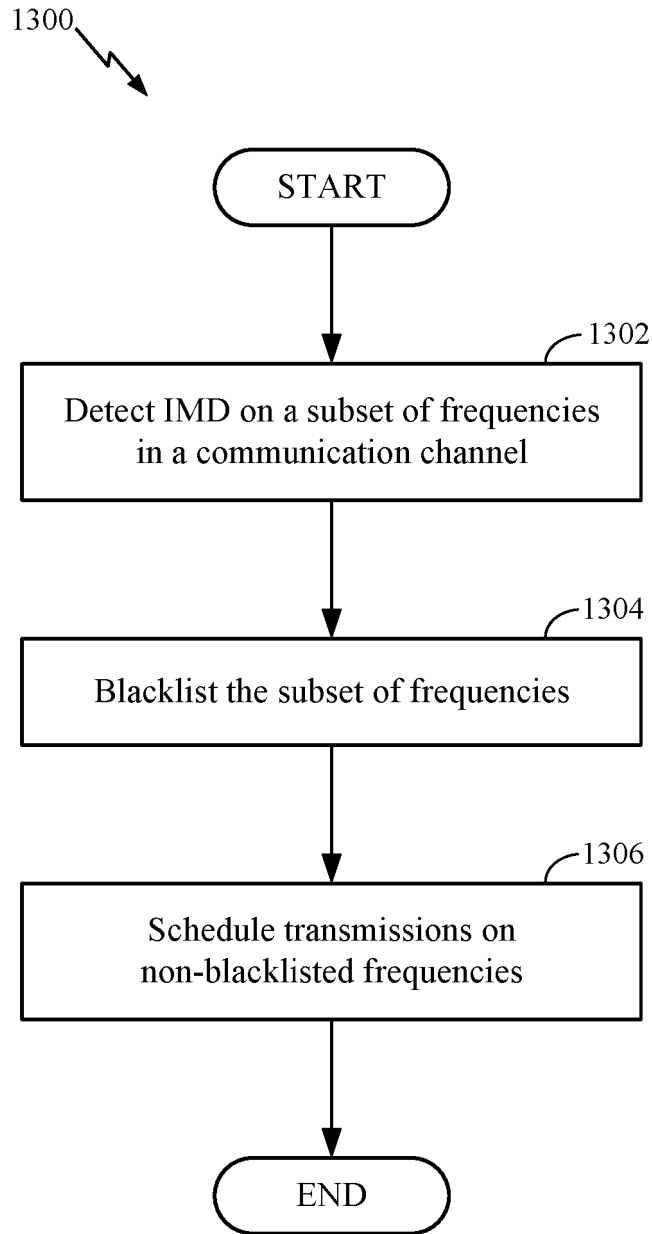 1300
START
1302
Detect IMD on a subset of frequencies
in a communication channel
1304
Blacklist the subset of frequencies
1306
Schedule transmissions on
non-blacklisted frequencies
END